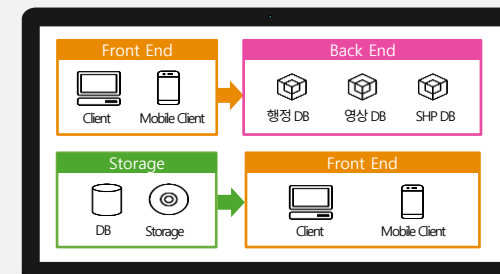 Front End
Back End
Client
Mobile Client
행정 DB
영상 DB
SHP DB
Storage
Front End
DB
Storage
Client
Mobile Client